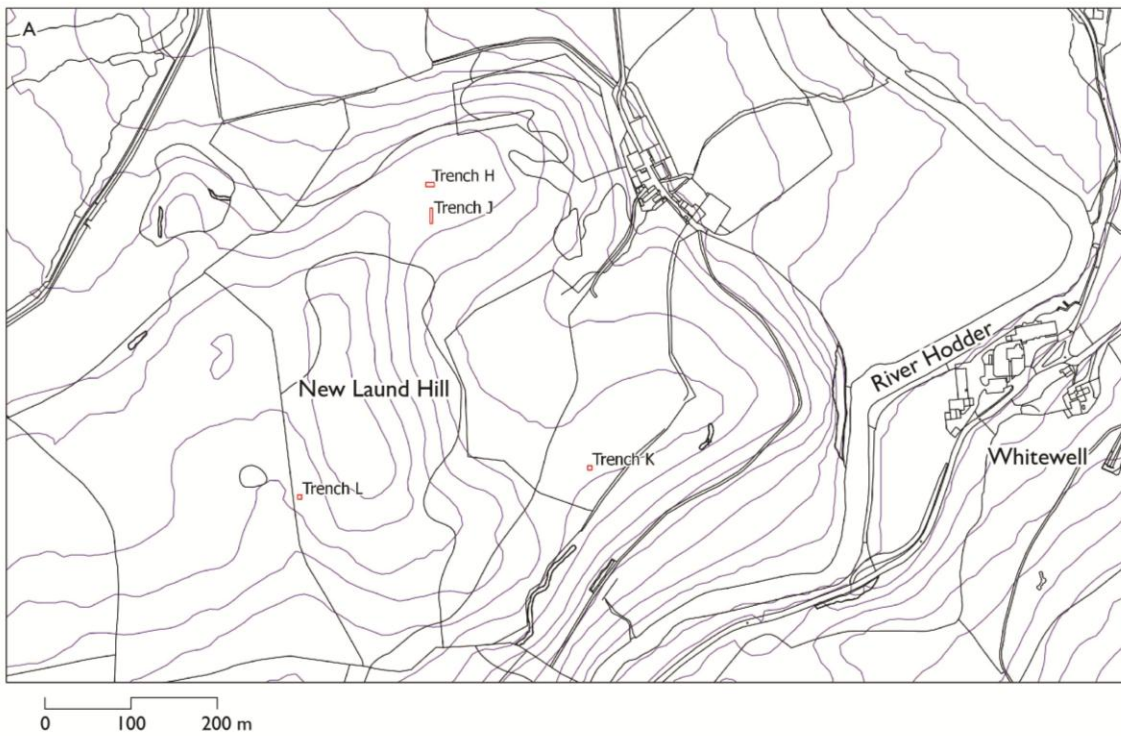 A
Trench H
Trench J
River Hodder
New Laund Hill
Trench K
Whitewell
Trench L
0 100 200 m